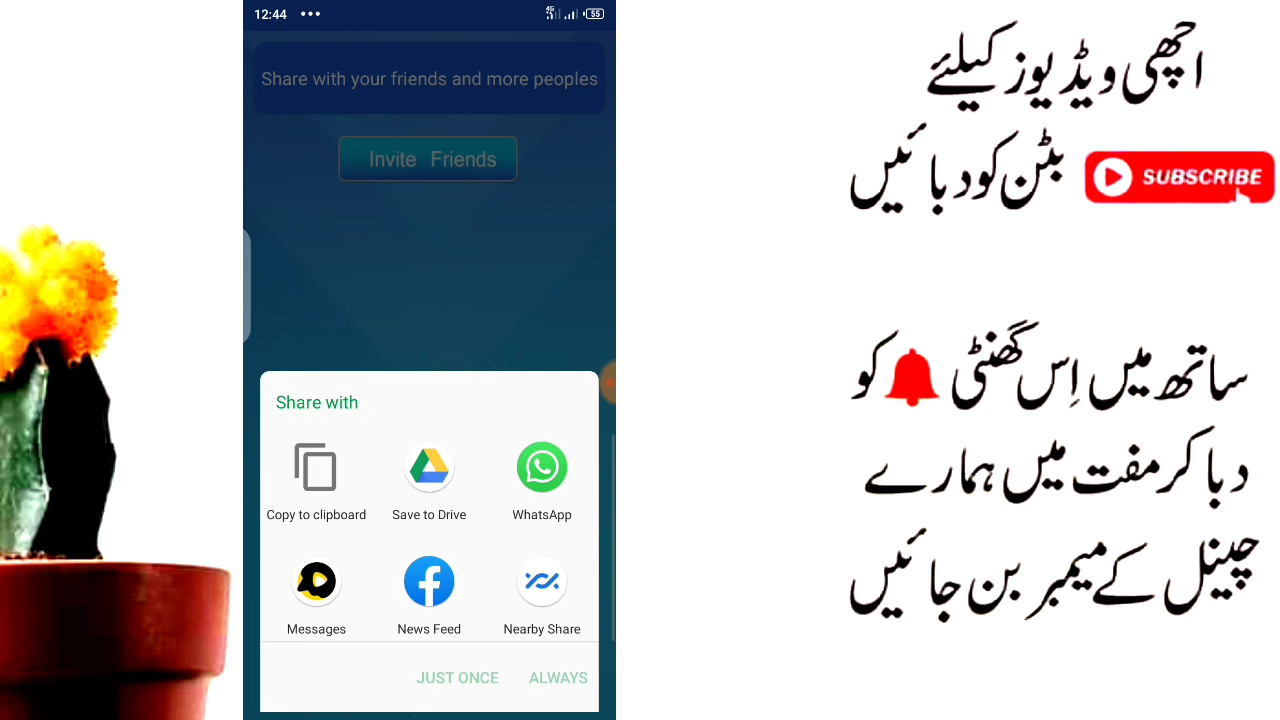 12:44
4G
55
Share with your friends and more peoples
Invite Friends
Share with
Copy to clipboard
Save to Drive
WhatsApp
Messages
News Feed
Nearby Share
JUST ONCE
ALWAYS
اچھی ویڈیوز کیلئے
SUBSCRIBE بٹن کو دبائیں
ساتھ میں اِس گھنٹی کو
دبا کر مفت میں ہمارے
چینل کے میمبر بن جائیں